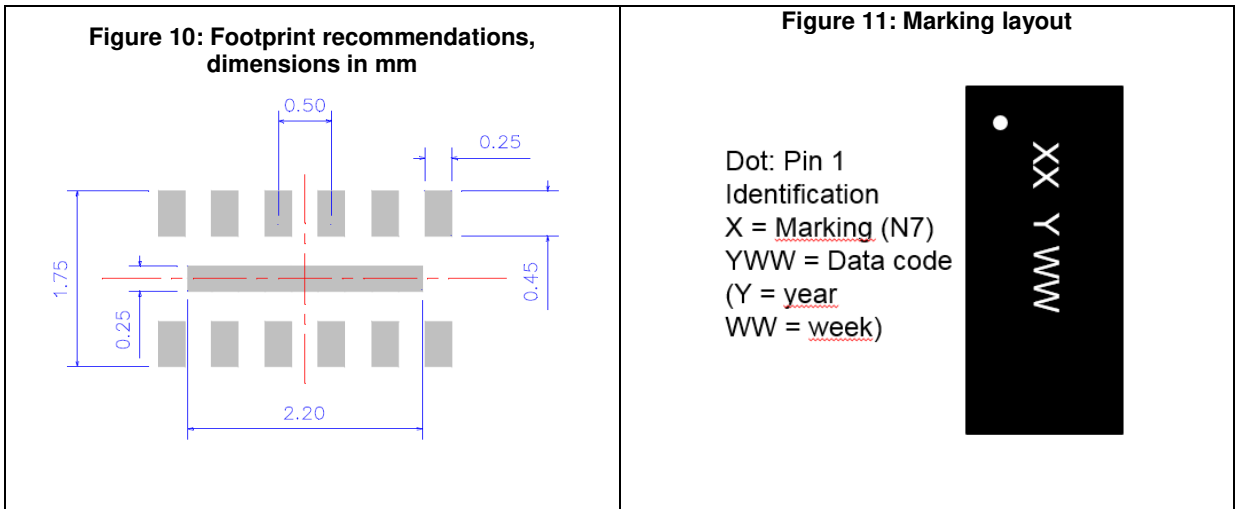 Figure 10: Footprint recommendations,
dimensions in mm
0.50
0.25
1.75
0.45
0.25
2.20
Figure 11: Marking layout
Dot: Pin 1
Identification
X = Marking (N7)
YWW = Data code
(Y = year
WW = week)
XX Y WW